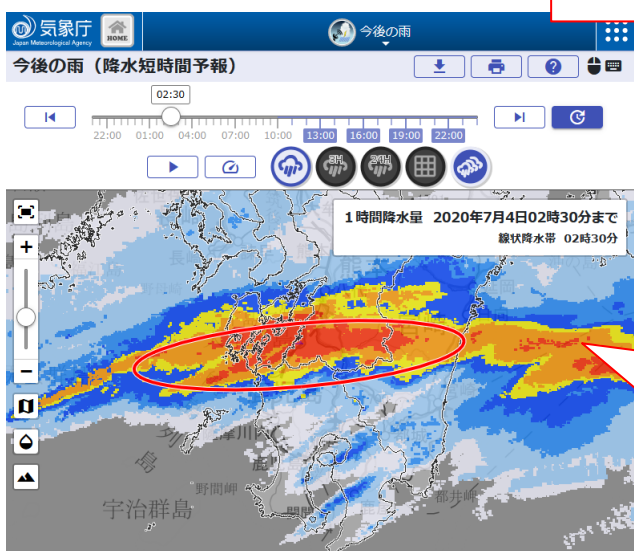 気象庁
Japan Meteorological Agency
HOME
今後の雨
今後の雨（降水短時間予報）
02:30
22:00 01:00 04:00 07:00 10:00 13:00 16:00 19:00 22:00
3H 24H
1時間降水量 2020年7月4日02時30分まで
線状降水帯 02時30分
野間岬
都井岬
宇治群島